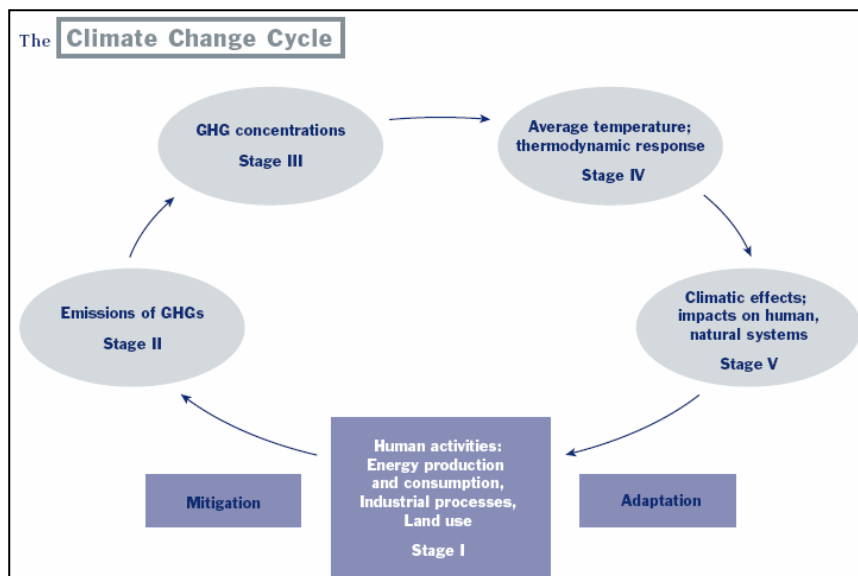 The Climate Change Cycle
GHG concentrations
Stage III
Average temperature;
thermodynamic response
Stage IV
Emissions of GHGs
Stage II
Climatic effects;
impacts on human,
natural systems
Stage V
Human activities:
Energy production
and consumption,
Industrial processes,
Land use
Stage I
Mitigation
Adaptation